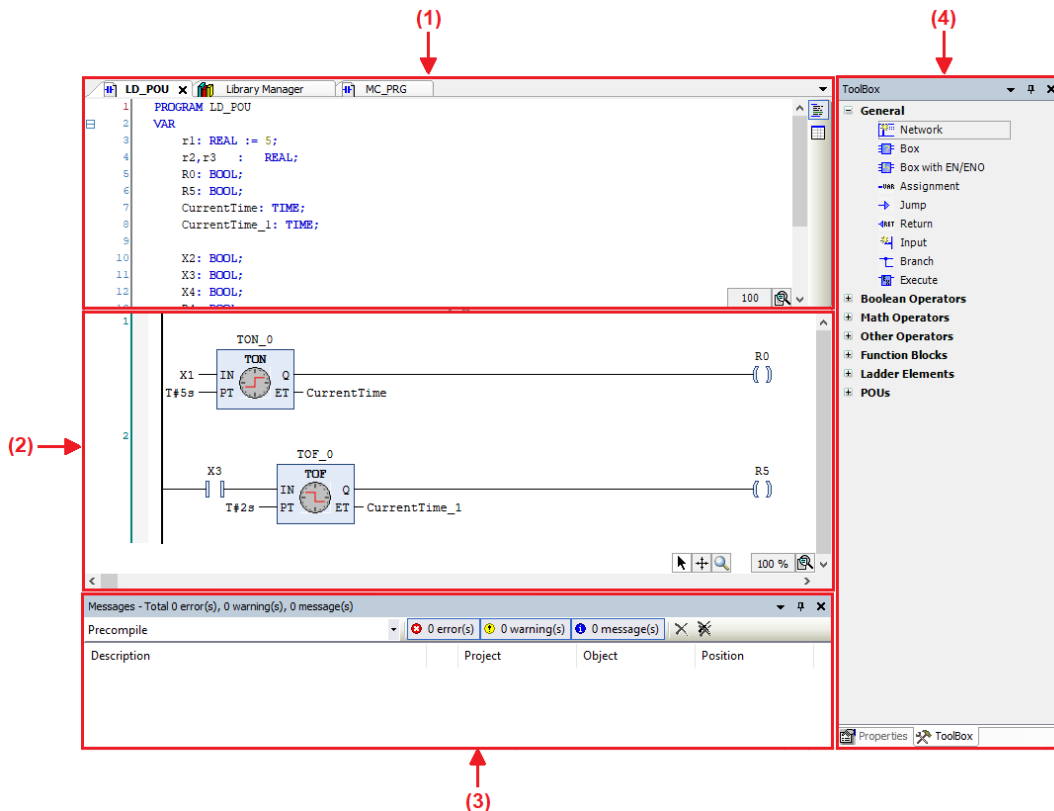 (1)
(4)
LD_POU Library Manager MC_PRG
1 PROGRAM LD_POU
2 VAR
3 r1: REAL := 5;
4 r2,r3 : REAL;
5 R0: BOOL;
6 R5: BOOL;
7 CurrentTime: TIME;
8 CurrentTime_1: TIME;
9
10 X2: BOOL;
11 X3: BOOL;
12 X4: BOOL;
100
(2)
1
TON_0
TON
R0
X1 IN Q
T#5s PT ET CurrentTime
2
TOF_0
X3 TOF R5
IN Q
T#2s PT ET CurrentTime_1
100 %
Messages - Total 0 error(s), 0 warning(s), 0 message(s)
Precompile 0 error(s) 0 warning(s) 0 message(s)
Description Project Object Position
(3)
ToolBox
General
Network
Box
Box with EN/ENO
VAR Assignment
Jump
RET Return
Input
Branch
Execute
Boolean Operators
Math Operators
Other Operators
Function Blocks
Ladder Elements
POUs
Properties ToolBox